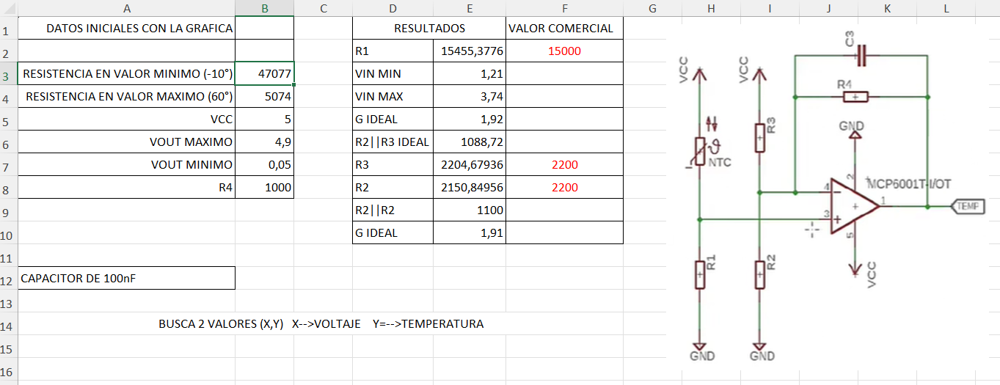 A B C D E F G H I J K L
1 DATOS INICIALES CON LA GRAFICA RESULTADOS VALOR COMERCIAL
2 R1 15455,3776 15000
3 RESISTENCIA EN VALOR MINIMO (-10°) 47077 VIN MIN 1,21
4 RESISTENCIA EN VALOR MAXIMO (60°) 5074 VIN MAX 3,74
5 VCC 5 G IDEAL 1,92
6 VOUT MAXIMO 4,9 R2||R3 IDEAL 1088,72
7 VOUT MINIMO 0,05 R3 2204,67936 2200
8 R4 1000 R2 2150,84956 2200
9 R2||R2 1100
10 G IDEAL 1,91
11
12 CAPACITOR DE 100nF
13
14 BUSCA 2 VALORES (X,Y) X-->VOLTAJE Y=-->TEMPERATURA
15
16
C3
VCC
VCC
R4
R3
GND
ϑ
NTC
2
MCP6001T-I/OT
4
1
TEMP
3
5
R1
R2
VCC
GND
GND